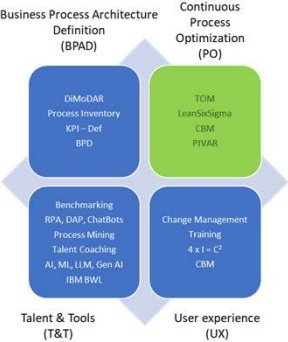 Business Process Architecture
Definition
(BPAD)
Continuous
Process
Optimization
(PO)
DiMoDAR
Process Inventory
KPI – Def
BPD
TOM
LeanSixSigma
CBM
PIVAR
Benchmarking
RPA, DAP, ChatBots
Process Mining
Talent Coaching
AI, ML, LLM, Gen AI
IBM BWL
Change Management
Training
4 x I = C²
CBM
Talent & Tools
(T&T)
User experience
(UX)